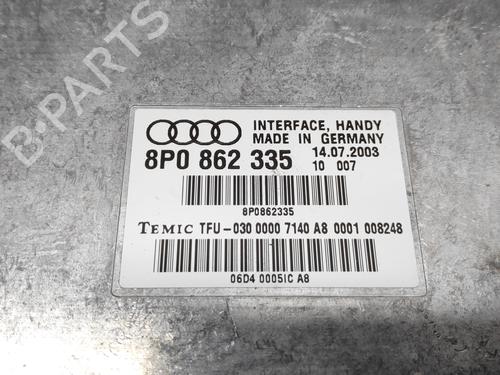 B-PARTS
INTERFACE, HANDY
MADE IN GERMANY
8P0 862 335 14.07.2003
10 007
8P0862335
TEMIC TFU-030 0000 7140 A8 0001 008248
06D4 0005IC A8